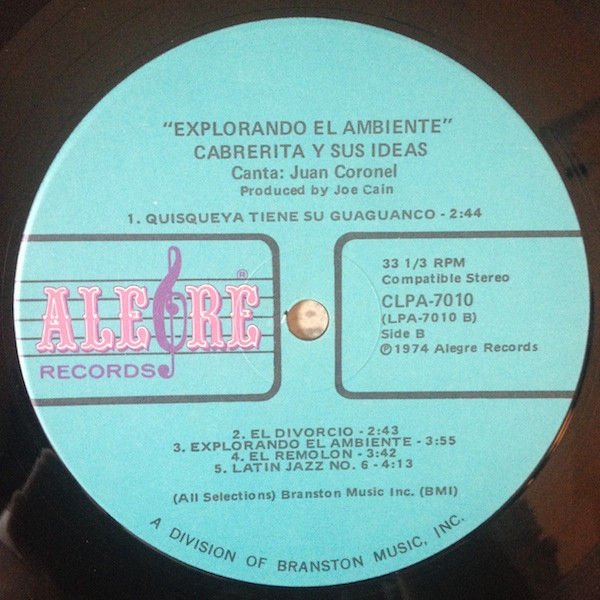 "EXPLORANDO EL AMBIENTE"
CABRERITA Y SUS IDEAS
Canta: Juan Coronel
Produced by Joe Cain
1. QUISQUEYA TIENE SU GUAGUANCO - 2:44
ALEGRE®
RECORDS
33 1/3 RPM
Compatible Stereo
CLPA-7010
(LPA-7010 B)
Side B
℗1974 Alegre Records
2. EL DIVORCIO - 2:43
3. EXPLORANDO EL AMBIENTE - 3:55
4. EL REMOLON - 3:42
5. LATIN JAZZ NO. 6 - 4:13
(All Selections) Branston Music Inc. (BMI)
A DIVISION OF BRANSTON MUSIC, INC.